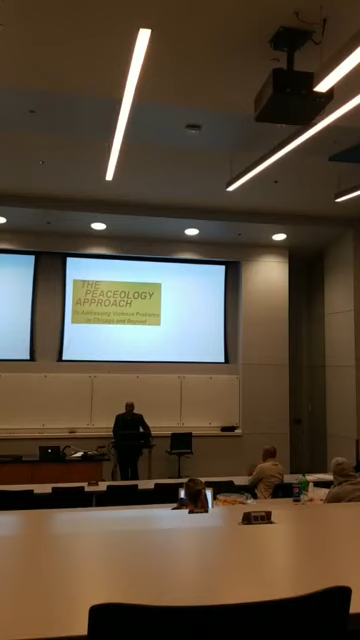 THE
PEACEOLOGY
APPROACH
To Addressing Violence Problems
in Chicago and Beyond